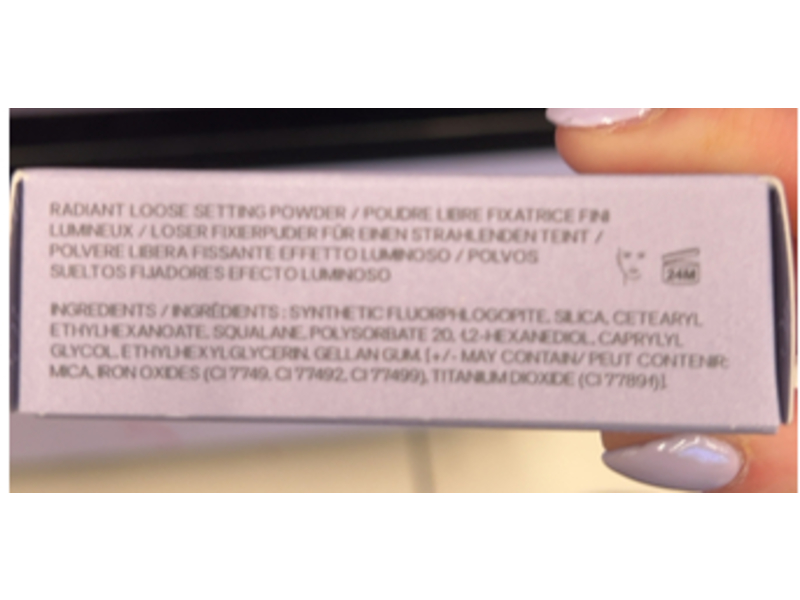 RADIANT LOOSE SETTING POWDER / POUDRE LIBRE FIXATRICE FINI
LUMINEUX / LOSER FIXIERPUDER FÜR EINEN STRAHLENDEN TEINT /
POLVERE LIBERA FISSANTE EFFETTO LUMINOSO / POLVOS
SUELTOS FIJADORES EFECTO LUMINOSO
24M
INGREDIENTS / INGRÉDIENTS : SYNTHETIC FLUORPHLOGOPITE, SILICA, CETEARYL
ETHYLHEXANOATE, SQUALANE, POLYSORBATE 20, 1,2-HEXANEDIOL, CAPRYLYL
GLYCOL, ETHYLHEXYLGLYCERIN, GELLAN GUM, [+/- MAY CONTAIN/ PEUT CONTENIR:
MICA, IRON OXIDES (CI 7749, CI 77492, CI 77499), TITANIUM DIOXIDE (CI 77891)].